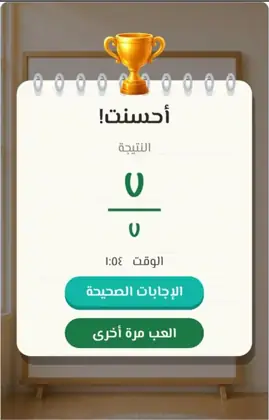 أحسنت!
النتيجة
٧
٧
الوقت ١:٥٤
الإجابات الصحيحة
العب مرة أخرى